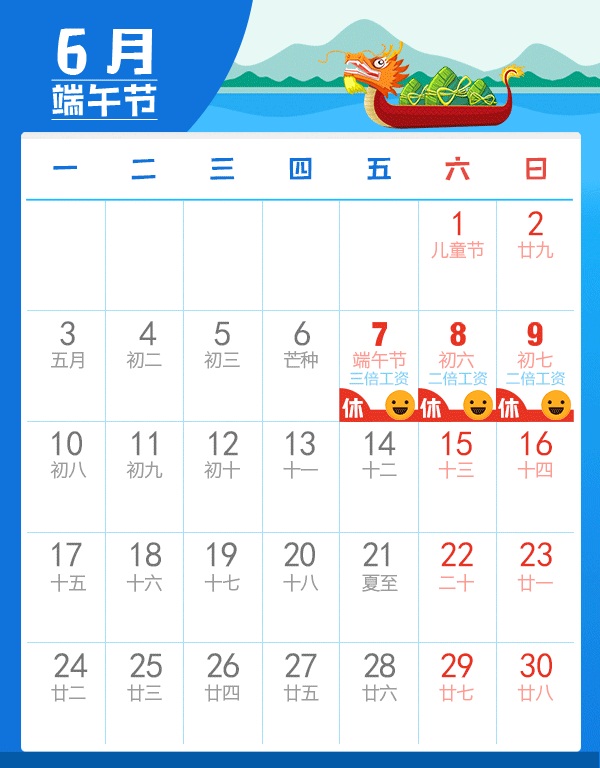 6月
端午节
一 二 三 四 五 六 日
1 2
儿童节 廿九
3 4 5 6 7 8 9
五月 初二 初三 芒种 端午节 初六 初七
三倍工资 二倍工资 二倍工资
休 休 休
10 11 12 13 14 15 16
初八 初九 初十 十一 十二 十三 十四
17 18 19 20 21 22 23
十五 十六 十七 十八 夏至 二十 廿一
24 25 26 27 28 29 30
廿二 廿三 廿四 廿五 廿六 廿七 廿八